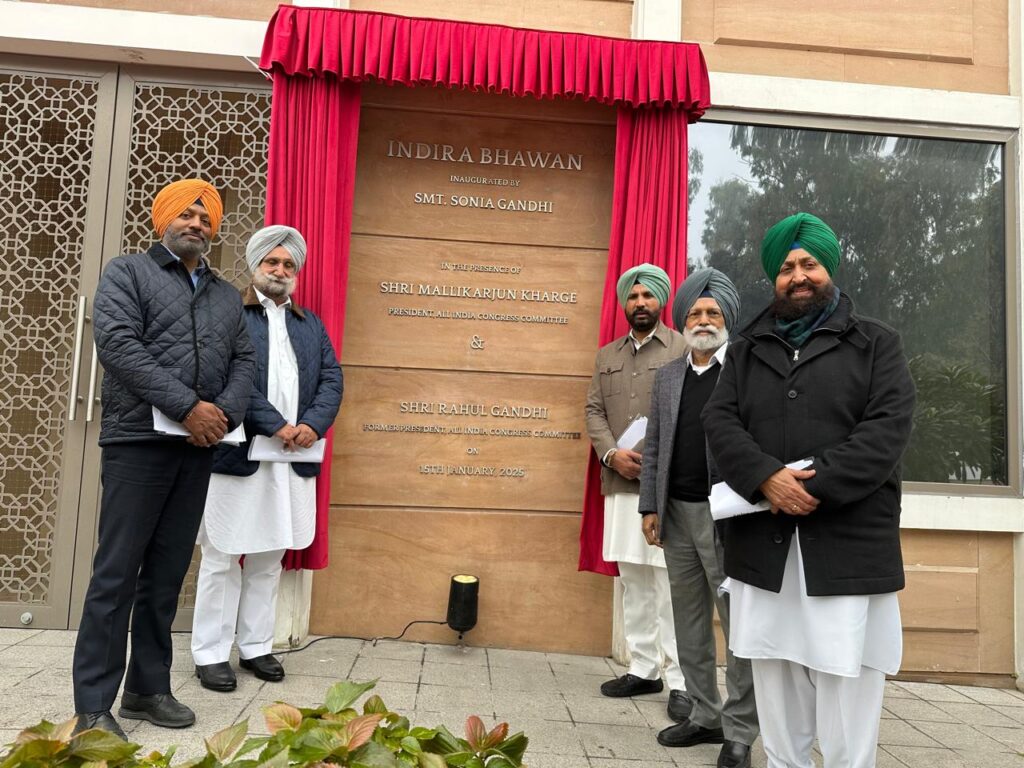 INDIRA BHAWAN
INAUGURATED BY
SMT. SONIA GANDHI
IN THE PRESENCE OF
SHRI MALLIKARJUN KHARGE
PRESIDENT, ALL INDIA CONGRESS COMMITTEE
&
SHRI RAHUL GANDHI
FORMER PRESIDENT, ALL INDIA CONGRESS COMMITTEE
ON
15TH JANUARY, 2025